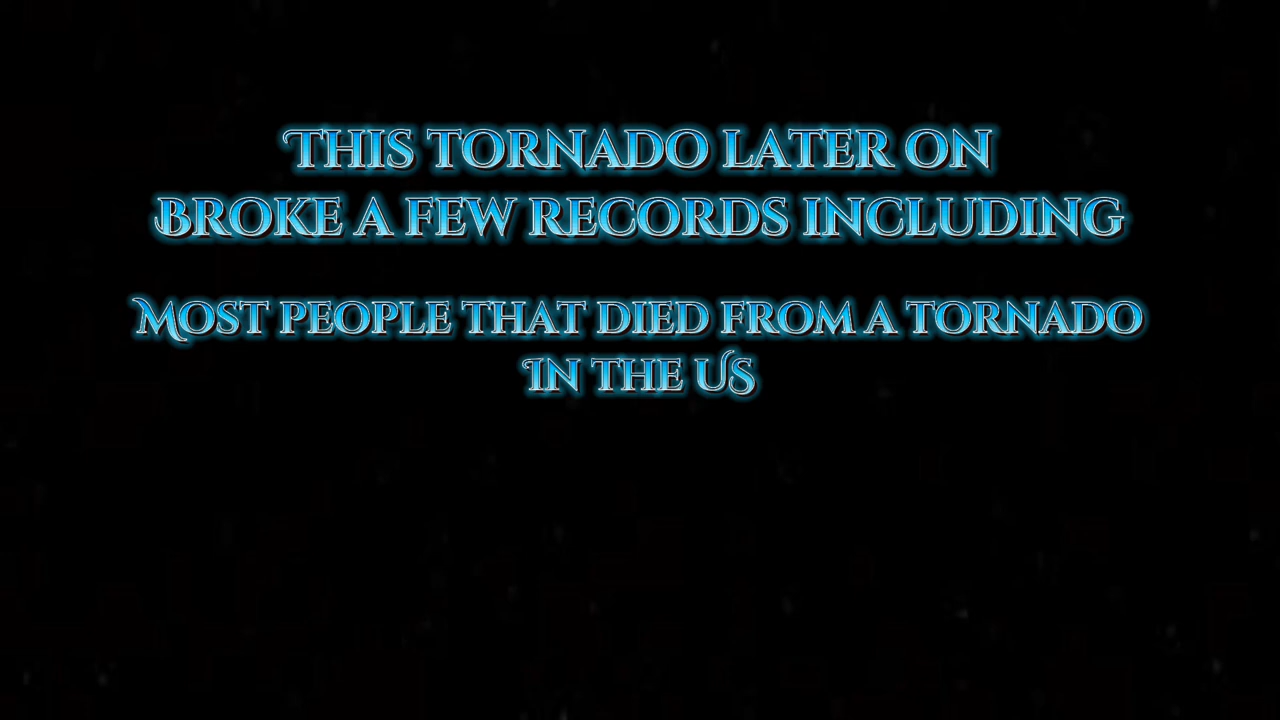 This tornado later on
Broke a few records including
Most people that died from a tornado
In the US